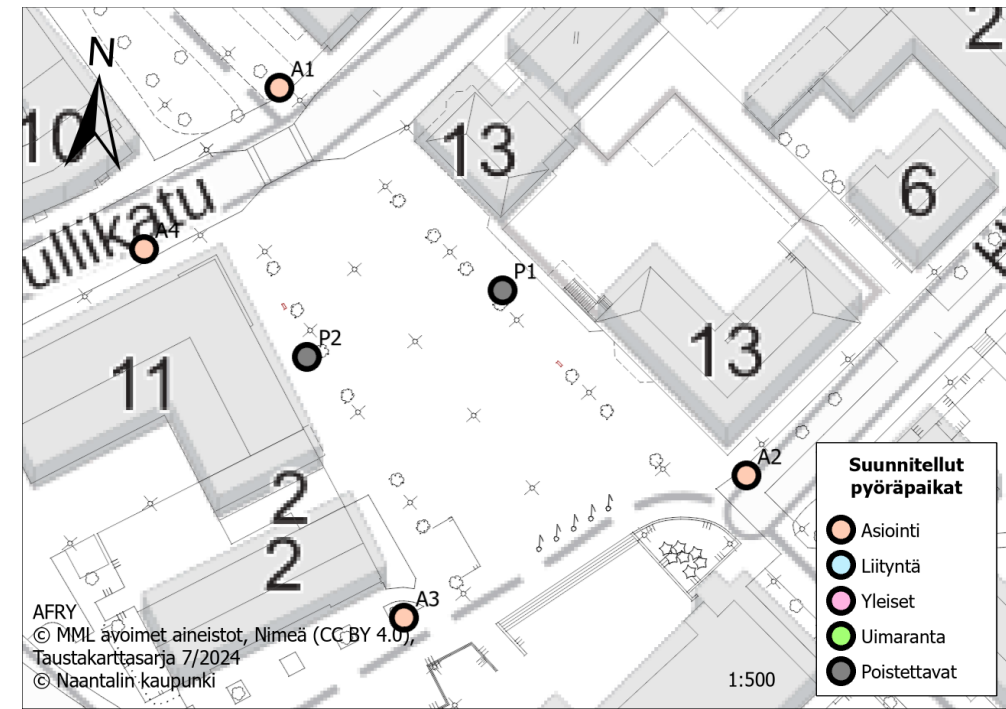 N
A1
2
10
13
6
ullikatu
A4
P1
P2
13
11
A2
2
2
A3
Suunnitellut
pyöräpaikat
Asiointi
Liityntä
Yleiset
Uimaranta
Poistettavat
AFRY
© MML avoimet aineistot, Nimeä (CC BY 4.0),
Taustakarttasarja 7/2024
© Naantalin kaupunki
1:500